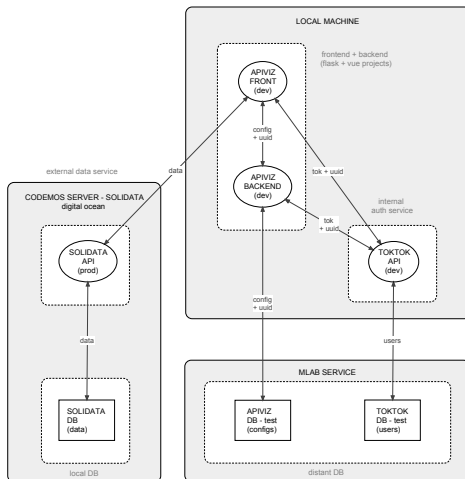 LOCAL MACHINE
frontend + backend
(flask + vue projects)
APIVIZ
FRONT
(dev)
config
+ uuid
data
tok + uuid
external data service
APIVIZ
BACKEND
(dev)
internal
auth service
tok
+ uuid
CODEMOS SERVER - SOLIDATA
digital ocean
SOLIDATA
API
(prod)
TOKTOK
API
(dev)
config
+ uuid
data
users
MLAB SERVICE
SOLIDATA
DB
(data)
APIVIZ
DB - test
(configs)
TOKTOK
DB - test
(users)
local DB
distant DB